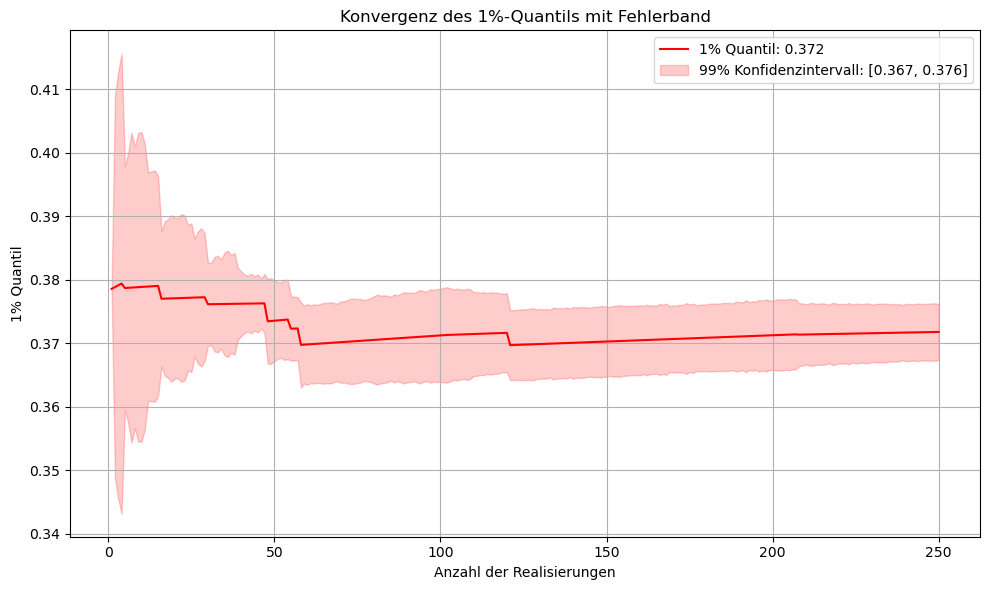 Konvergenz des 1%-Quantils mit Fehlerband
1% Quantil: 0.372
99% Konfidenzintervall: [0.367, 0.376]
0.41
0.40
0.39
0.38
0.37
0.36
0.35
0.34
1% Quantil
0
50
100
150
200
250
Anzahl der Realisierungen